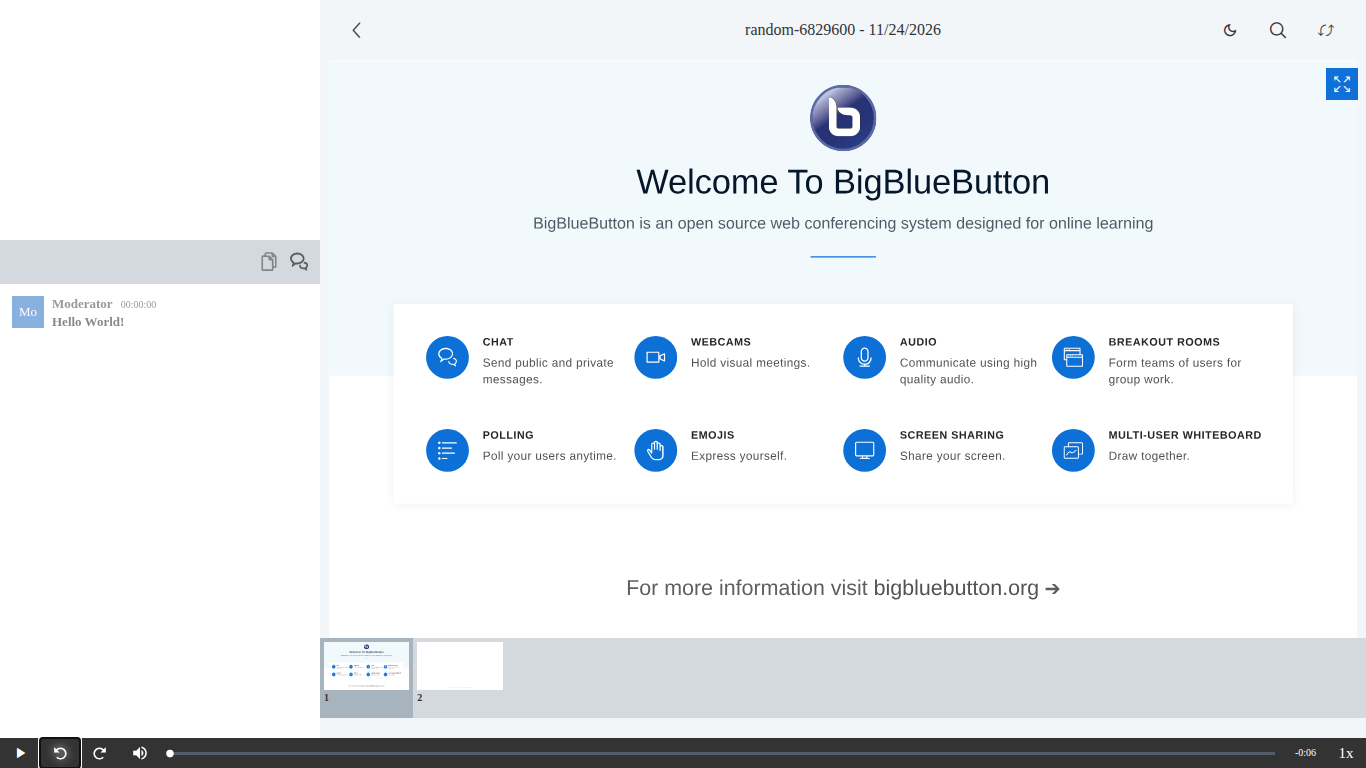 random-6829600 - 11/24/2026
Welcome To BigBlueButton
BigBlueButton is an open source web conferencing system designed for online learning
Mo
Moderator 00:00:00
Hello World!
CHAT
Send public and private
messages.
WEBCAMS
Hold visual meetings.
AUDIO
Communicate using high
quality audio.
BREAKOUT ROOMS
Form teams of users for
group work.
POLLING
Poll your users anytime.
EMOJIS
Express yourself.
SCREEN SHARING
Share your screen.
MULTI-USER WHITEBOARD
Draw together.
For more information visit bigbluebutton.org ➔
1
2
-0:06
1x